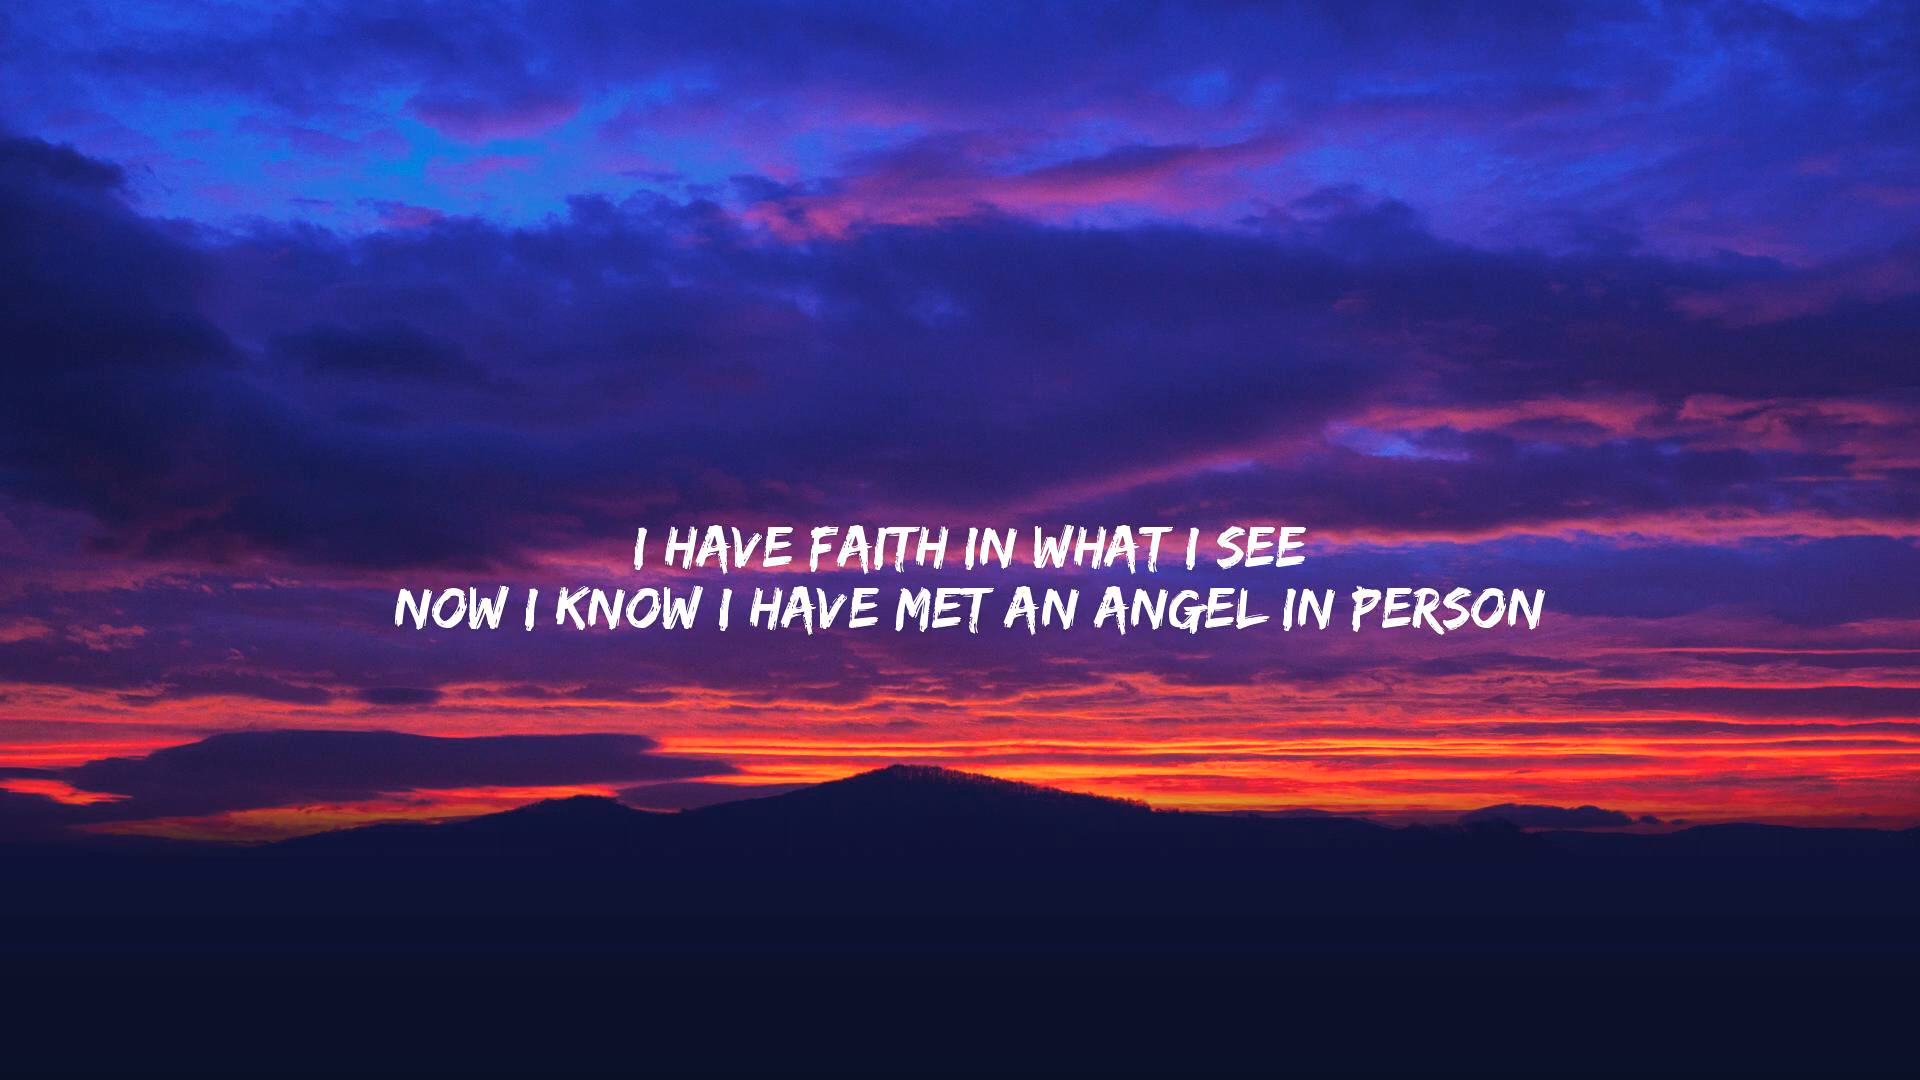 I HAVE FAITH IN WHAT I SEE
NOW I KNOW I HAVE MET AN ANGEL IN PERSON